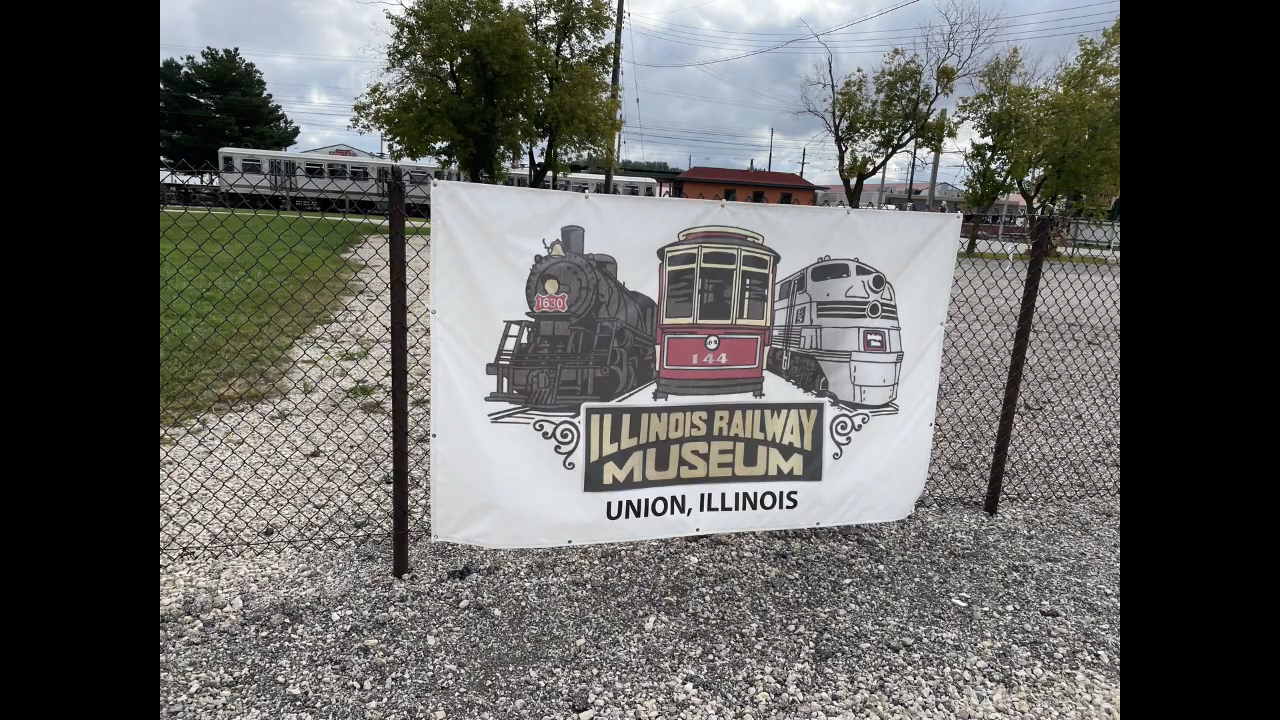 1630
144
ILLINOIS RAILWAY
MUSEUM
UNION, ILLINOIS